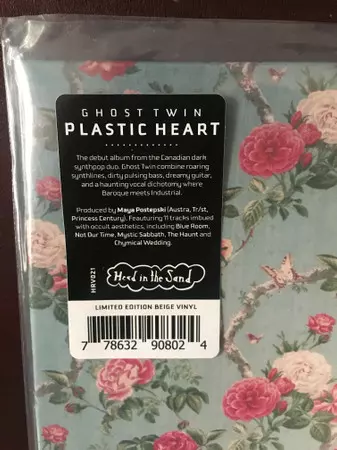 GHOST TWIN
PLASTIC HEART
The debut album from the Canadian dark
synthpop duo. Ghost Twin combine roaring
synthlines, dirty pulsing bass, dreamy guitar,
and a haunting vocal dichotomy where
Baroque meets Industrial.
Produced by Maya Postepski (Austra, Tr/st,
Princess Century). Feauturing 11 tracks imbued
with occult aesthetics, including Blue Room,
Not Our Time, Mystic Sabbath, The Haunt and
Chymical Wedding.
HRV021
Head in the Sand
LIMITED EDITION BEIGE VINYL
7 78632 90802 4